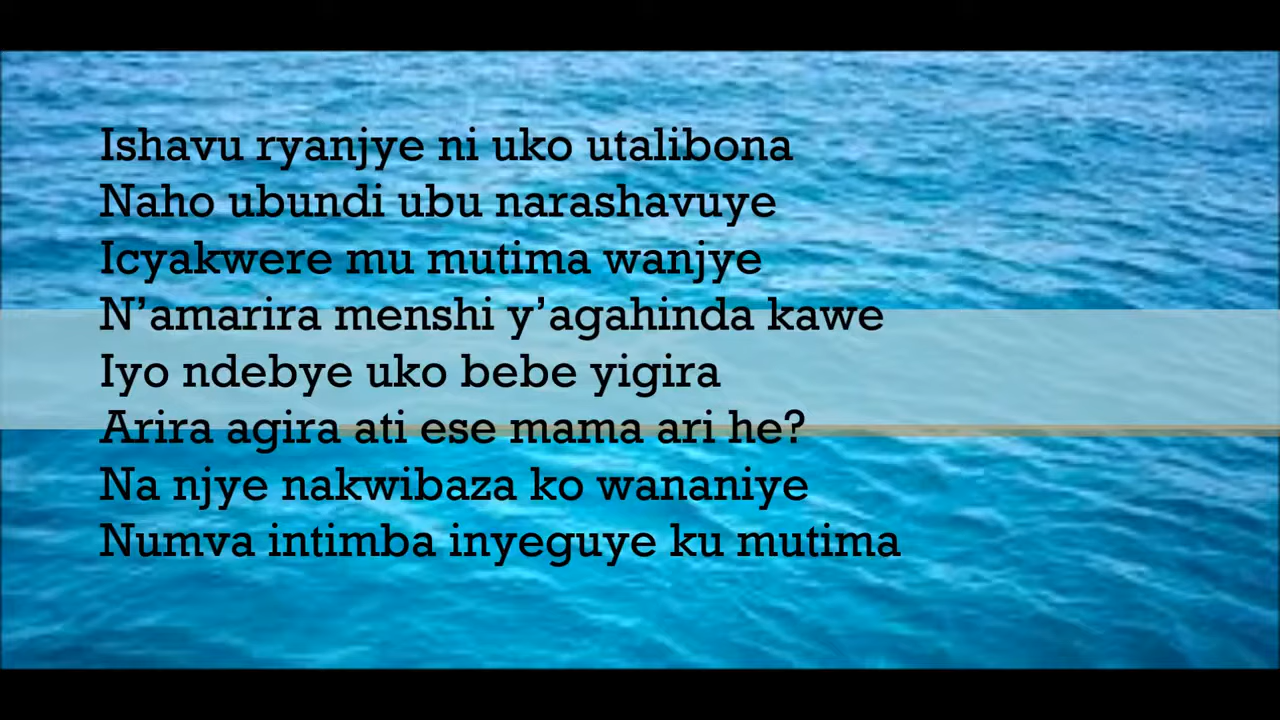 Ishavu ryanjye ni uko utalibona
Naho ubundi ubu narashavuye
Icyakwere mu mutima wanjye
N’amarira menshi y’agahinda kawe
Iyo ndebye uko bebe yigira
Arira agira ati ese mama ari he?
Na njye nakwibaza ko wananiye
Numva intimba inyeguye ku mutima